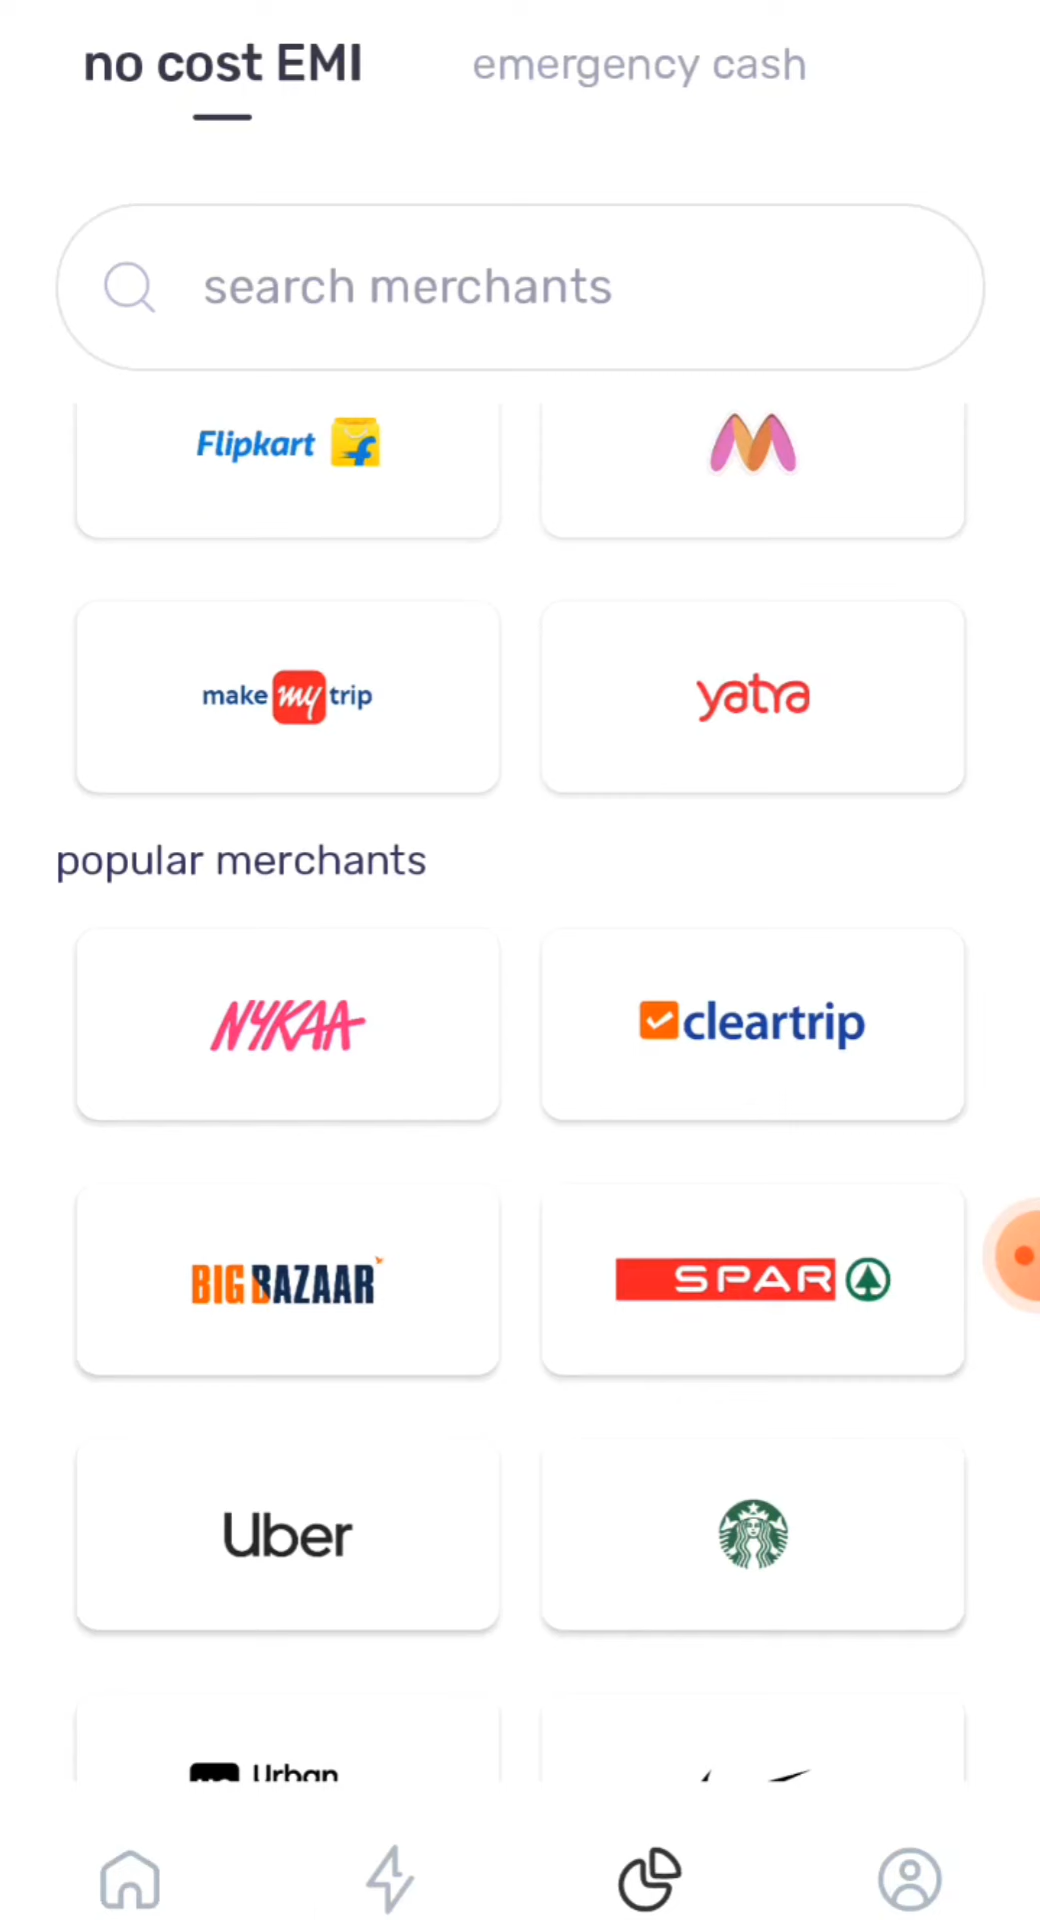 no cost EMI
emergency cash
search merchants
Flipkart
make my trip
yatra
popular merchants
NYKAA
cleartrip
BIG BAZAAR
SPAR
Uber
Urban